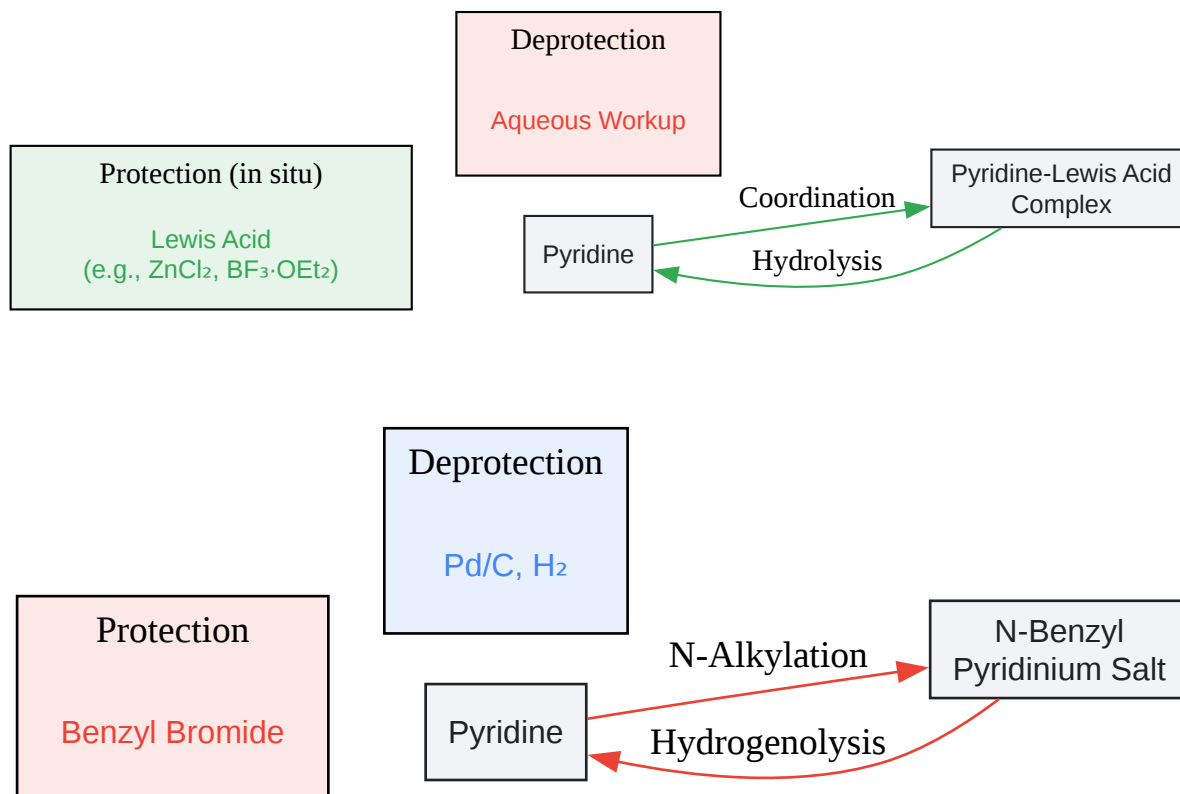 Deprotection
Aqueous Workup
Protection (in situ)
Lewis Acid
(e.g., ZnCl₂, BF₃·OEt₂)
Coordination
Pyridine-Lewis Acid
Complex
Pyridine
Hydrolysis
Deprotection
Pd/C, H₂
Protection
Benzyl Bromide
N-Alkylation
N-Benzyl
Pyridinium Salt
Pyridine
Hydrogenolysis